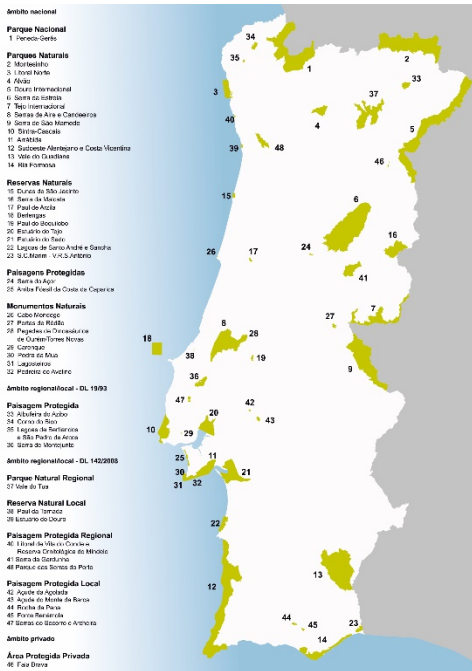 âmbito nacional
Parque Nacional
1 Peneda-Gerês
Parques Naturais
2 Montesinho
3 Litoral Norte
4 Alvão
5 Douro Internacional
6 Serra da Estrela
7 Tejo Internacional
8 Serras de Aire e Candeeiros
9 Serra de São Mamede
10 Sintra-Cascais
11 Arrábida
12 Sudoeste Alentejano e Costa Vicentina
13 Vale do Guadiana
14 Ria Formosa
Reservas Naturais
15 Dunas de São Jacinto
16 Serra da Malcata
17 Paul de Arzila
18 Berlengas
19 Paul do Boquilobo
20 Estuário do Tejo
21 Estuário do Sado
22 Lagoas de Santo André e Sancha
23 S.C.Marim - V.R.S.António
Paisagens Protegidas
24 Serra do Açor
25 Arriba Fóssil da Costa da Caparica
Monumentos Naturais
26 Cabo Mondego
27 Portas de Ródão
28 Pegadas de Dinossáurios
de Ourém/Torres Novas
29 Carenque
30 Pedra da Mua
31 Lagosteiros
32 Pedreira do Avelino
âmbito regional/local - DL 19/93
Paisagem Protegida
33 Albufeira do Azibo
34 Corno do Bico
35 Lagoas de Bertiandos
e São Pedro de Arcos
36 Serra de Montejunto
âmbito regional/local - DL 142/2008
Parque Natural Regional
37 Vale do Tua
Reserva Natural Local
38 Paul da Tornada
39 Estuário do Douro
Paisagem Protegida Regional
40 Litoral de Vila do Conde e
Reserva Ornitológica de Mindelo
41 Serra da Gardunha
48 Parque das Serras do Porto
Paisagem Protegida Local
42 Açude da Agolada
43 Açude do Monte da Barca
44 Rocha da Pena
45 Fonte Benémola
47 Serras do Socorro e Archeira
âmbito privado
Área Protegida Privada
46 Faia Brava
34
35
1
2
33
3
37
40
4
5
39
48
46
15
6
16
26
17
24
41
7
27
18
8
28
38
19
9
36
47
42
43
10
29
20
25
11
30
21
31
32
22
12
13
44
45
23
14